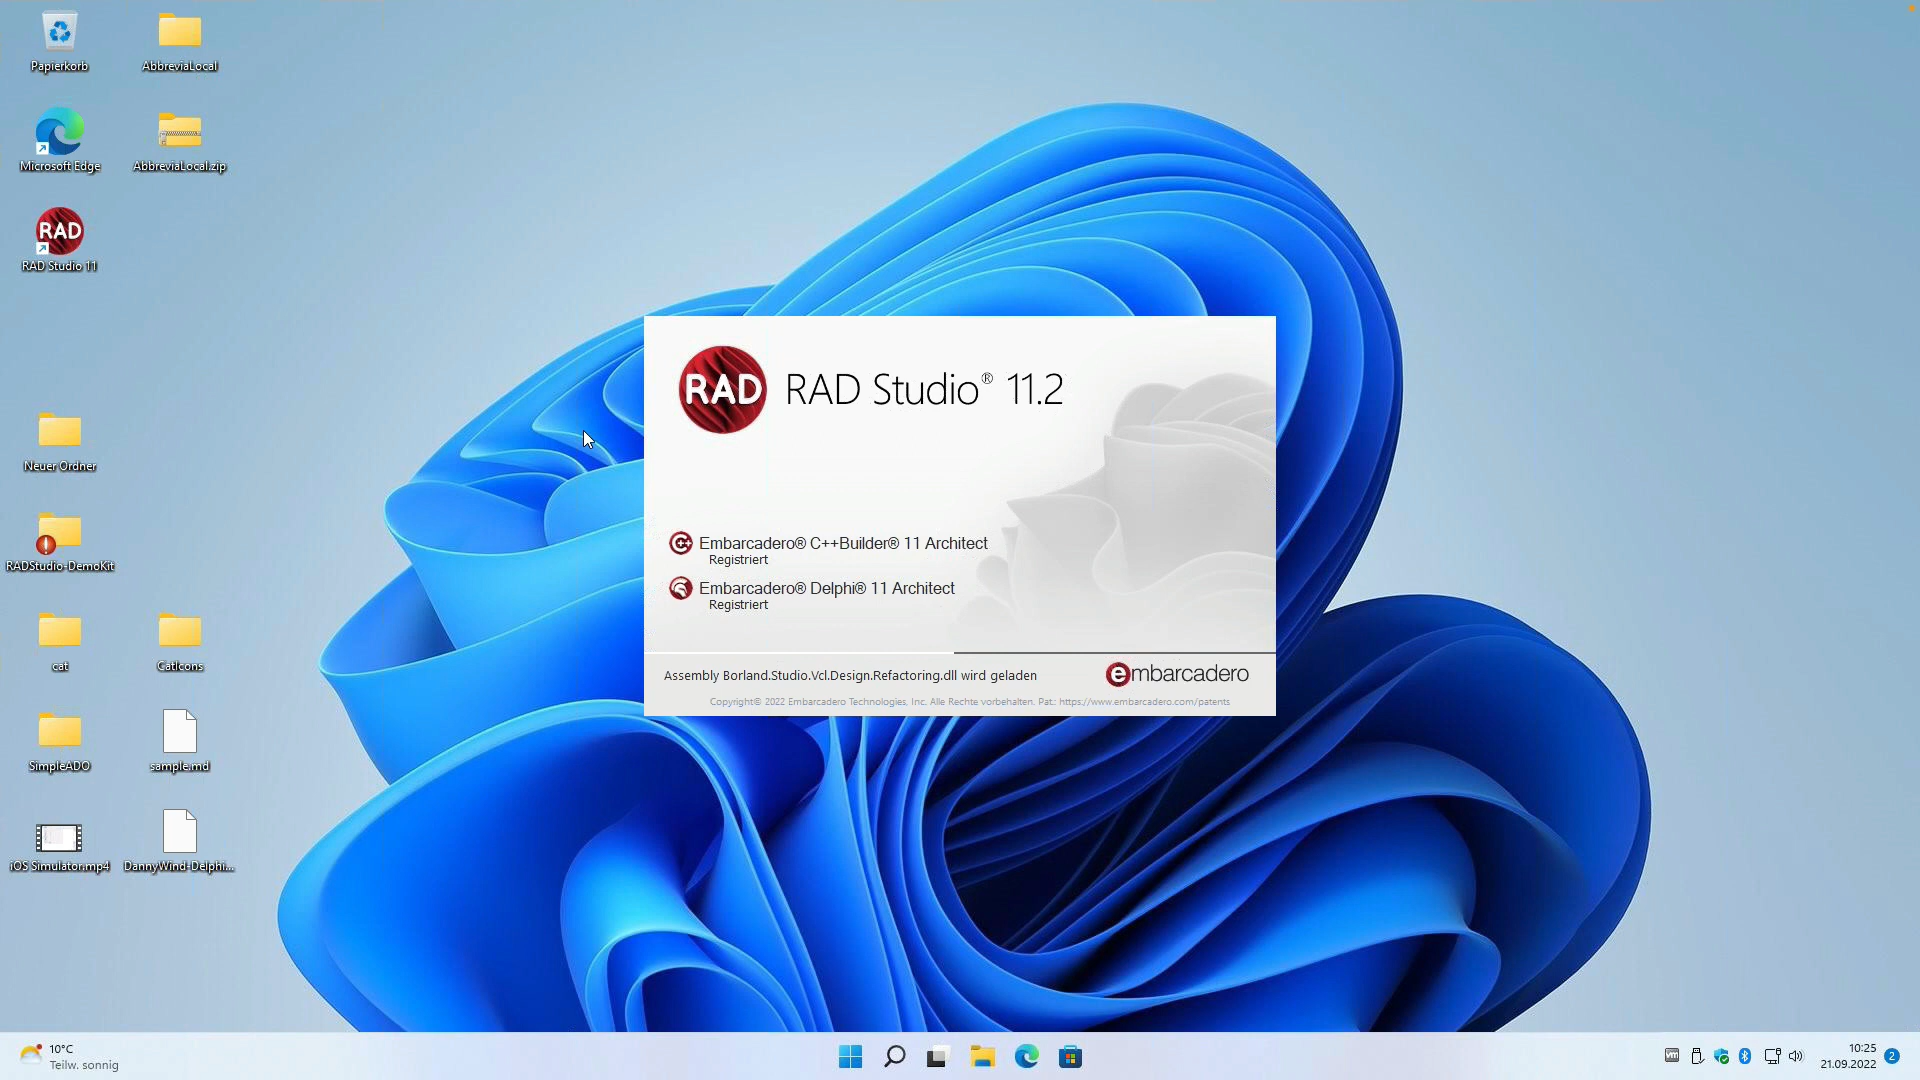 Papierkorb
AbbreviaLocal
Microsoft Edge
AbbreviaLocal.zip
RAD
RAD Studio 11
Neuer Ordner
RADStudio-DemoKit
cat
CatIcons
SimpleADO
sample.md
iOS Simulator.mp4
DannyWind-Delphi...
RAD
RAD Studio® 11.2
Embarcadero® C++Builder® 11 Architect
Registriert
Embarcadero® Delphi® 11 Architect
Registriert
Assembly Borland.Studio.Vcl.Design.Refactoring.dll wird geladen
embarcadero
Copyright© 2022 Embarcadero Technologies, Inc. Alle Rechte vorbehalten. Pat.: https://www.embarcadero.com/patents
10°C
Teilw. sonnig
vm
10:25
21.09.2022
2